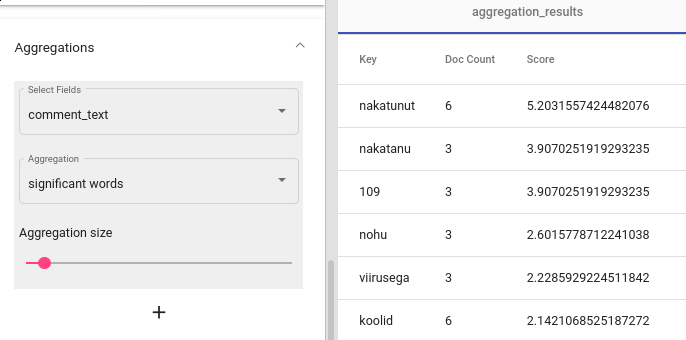 Aggregations
Select Fields
comment_text
Aggregation
significant words
Aggregation size
+
aggregation_results
Key Doc Count Score
nakatunut 6 5.2031557424482076
nakatanu 3 3.9070251919293235
109 3 3.9070251919293235
nohu 3 2.6015778712241038
viirusega 3 2.2285929224511842
koolid 6 2.1421068525187272